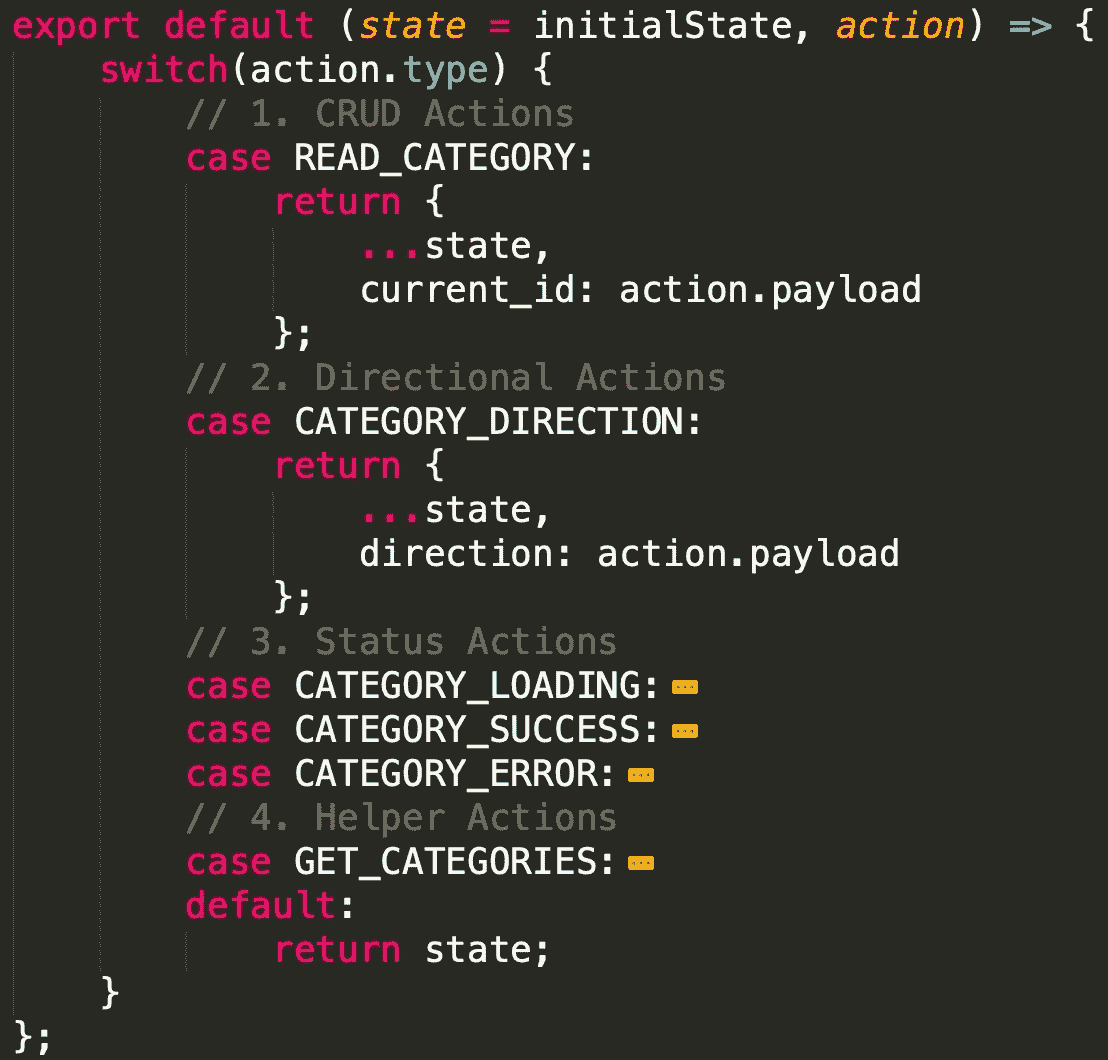 export default (state = initialState, action) => {
    switch(action.type) {
        // 1. CRUD Actions
        case READ_CATEGORY:
            return {
                ...state,
                current_id: action.payload
            };
        // 2. Directional Actions
        case CATEGORY_DIRECTION:
            return {
                ...state,
                direction: action.payload
            };
        // 3. Status Actions
        case CATEGORY_LOADING: ...
        case CATEGORY_SUCCESS: ...
        case CATEGORY_ERROR: ...
        // 4. Helper Actions
        case GET_CATEGORIES: ...
        default:
            return state;
    }
};